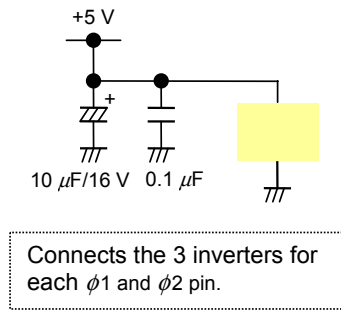 +5 V
+
10 μF/16 V 0.1 μF
Connects the 3 inverters for
each ϕ1 and ϕ2 pin.